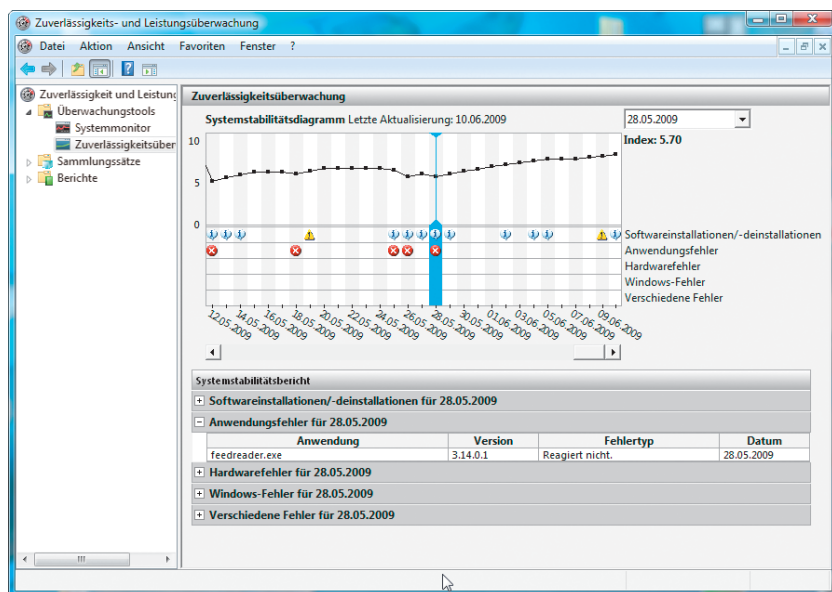 Zuverlässigkeits- und Leistungsüberwachung
Datei Aktion Ansicht Favoriten Fenster ?
Zuverlässigkeit und Leistung
Überwachungstools
Systemmonitor
Zuverlässigkeitsüber
Sammlungssätze
Berichte
Zuverlässigkeitsüberwachung
Systemstabilitätsdiagramm Letzte Aktualisierung: 10.06.2009
28.05.2009
Index: 5.70
10
5
0
Softwareinstallationen/-deinstallationen
Anwendungsfehler
Hardwarefehler
Windows-Fehler
Verschiedene Fehler
12.05.2009
14.05.2009
16.05.2009
18.05.2009
20.05.2009
22.05.2009
24.05.2009
26.05.2009
28.05.2009
30.05.2009
01.06.2009
03.06.2009
05.06.2009
07.06.2009
09.06.2009
Systemstabilitätsbericht
Softwareinstallationen/-deinstallationen für 28.05.2009
Anwendungsfehler für 28.05.2009
Anwendung Version Fehlertyp Datum
feedreader.exe 3.14.0.1 Reagiert nicht. 28.05.2009
Hardwarefehler für 28.05.2009
Windows-Fehler für 28.05.2009
Verschiedene Fehler für 28.05.2009